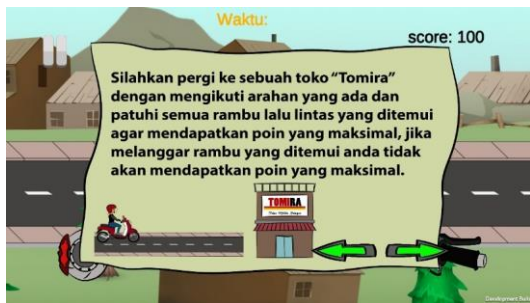 Waktu:
score: 100
Silahkan pergi ke sebuah toko “Tomira”
dengan mengikuti arahan yang ada dan
patuhi semua rambu lalu lintas yang ditemui
agar mendapatkan poin yang maksimal, jika
melanggar rambu yang ditemui anda tidak
akan mendapatkan poin yang maksimal.
TOMIRA